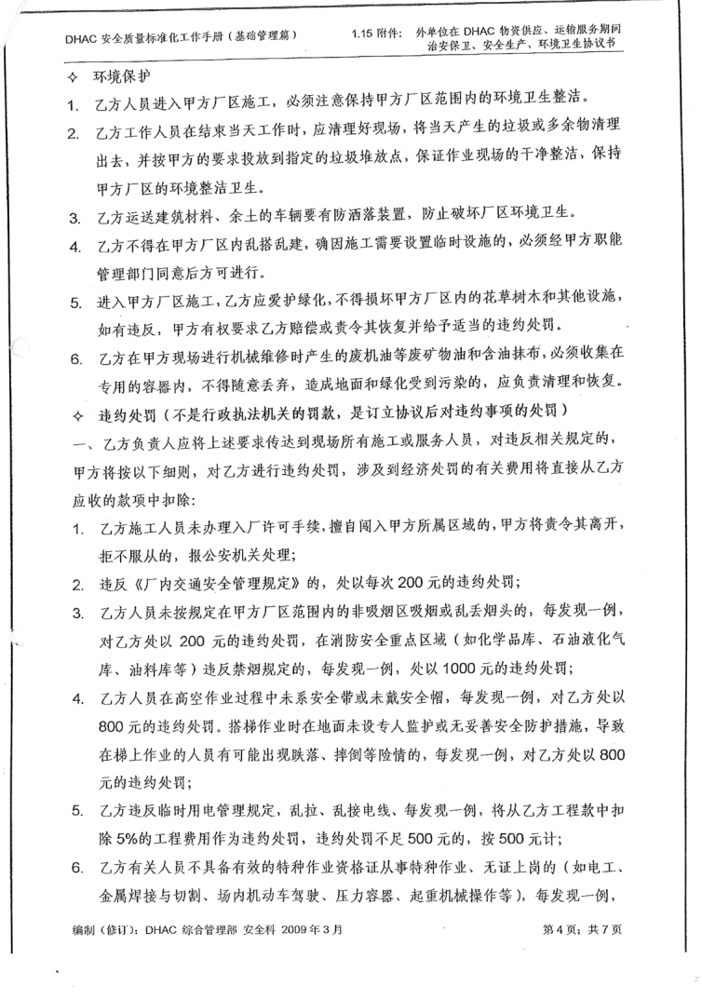 DHAC 安全质量标准化工作手册（基础管理篇）
1.15 附件: 外单位在 DHAC 物资供应、运输服务期间
治安保卫、安全生产、环境卫生协议书
✧ 环境保护
1. 乙方人员进入甲方厂区施工，必须注意保持甲方厂区范围内的环境卫生整洁。
2. 乙方工作人员在结束当天工作时，应清理好现场，将当天产生的垃圾或多余物清理
出去，并按甲方的要求投放到指定的垃圾堆放点，保证作业现场的干净整洁，保持
甲方厂区的环境整洁卫生。
3. 乙方运送建筑材料、余土的车辆要有防洒落装置，防止破坏厂区环境卫生。
4. 乙方不得在甲方厂区内乱搭乱建，确因施工需要设置临时设施的，必须经甲方职能
管理部门同意后方可进行。
5. 进入甲方厂区施工，乙方应爱护绿化，不得损坏甲方厂区内的花草树木和其他设施，
如有违反，甲方有权要求乙方赔偿或责令其恢复并给予适当的违约处罚。
6. 乙方在甲方现场进行机械维修时产生的废机油等废矿物油和含油抹布，必须收集在
专用的容器内，不得随意丢弃，造成地面和绿化受到污染的，应负责清理和恢复。
✧ 违约处罚（不是行政执法机关的罚款，是订立协议后对违约事项的处罚）
一、乙方负责人应将上述要求传达到现场所有施工或服务人员，对违反相关规定的，
甲方将按以下细则，对乙方进行违约处罚，涉及到经济处罚的有关费用将直接从乙方
应收的款项中扣除:
1. 乙方施工人员未办理入厂许可手续，擅自闯入甲方所属区域的，甲方将责令其离开，
拒不服从的，报公安机关处理;
2. 违反《厂内交通安全管理规定》的，处以每次 200 元的违约处罚;
3. 乙方人员未按规定在甲方厂区范围内的非吸烟区吸烟或乱丢烟头的，每发现一例，
对乙方处以 200 元的违约处罚，在消防安全重点区域（如化学品库、石油液化气
库、油料库等）违反禁烟规定的，每发现一例，处以 1000 元的违约处罚;
4. 乙方人员在高空作业过程中未系安全带或未戴安全帽，每发现一例，对乙方处以
800 元的违约处罚。搭梯作业时在地面未设专人监护或无妥善安全防护措施，导致
在梯上作业的人员有可能出现跌落、摔倒等险情的，每发现一例，对乙方处以 800
元的违约处罚;
5. 乙方违反临时用电管理规定，乱拉、乱接电线、每发现一例，将从乙方工程款中扣
除 5%的工程费用作为违约处罚，违约处罚不足 500 元的，按 500 元计;
6. 乙方有关人员不具备有效的特种作业资格证从事特种作业、无证上岗的（如电工、
金属焊接与切割、场内机动车驾驶、压力容器、起重机械操作等），每发现一例，
编制（修订）：DHAC 综合管理部 安全科 2009 年 3 月
第 4 页；共 7 页